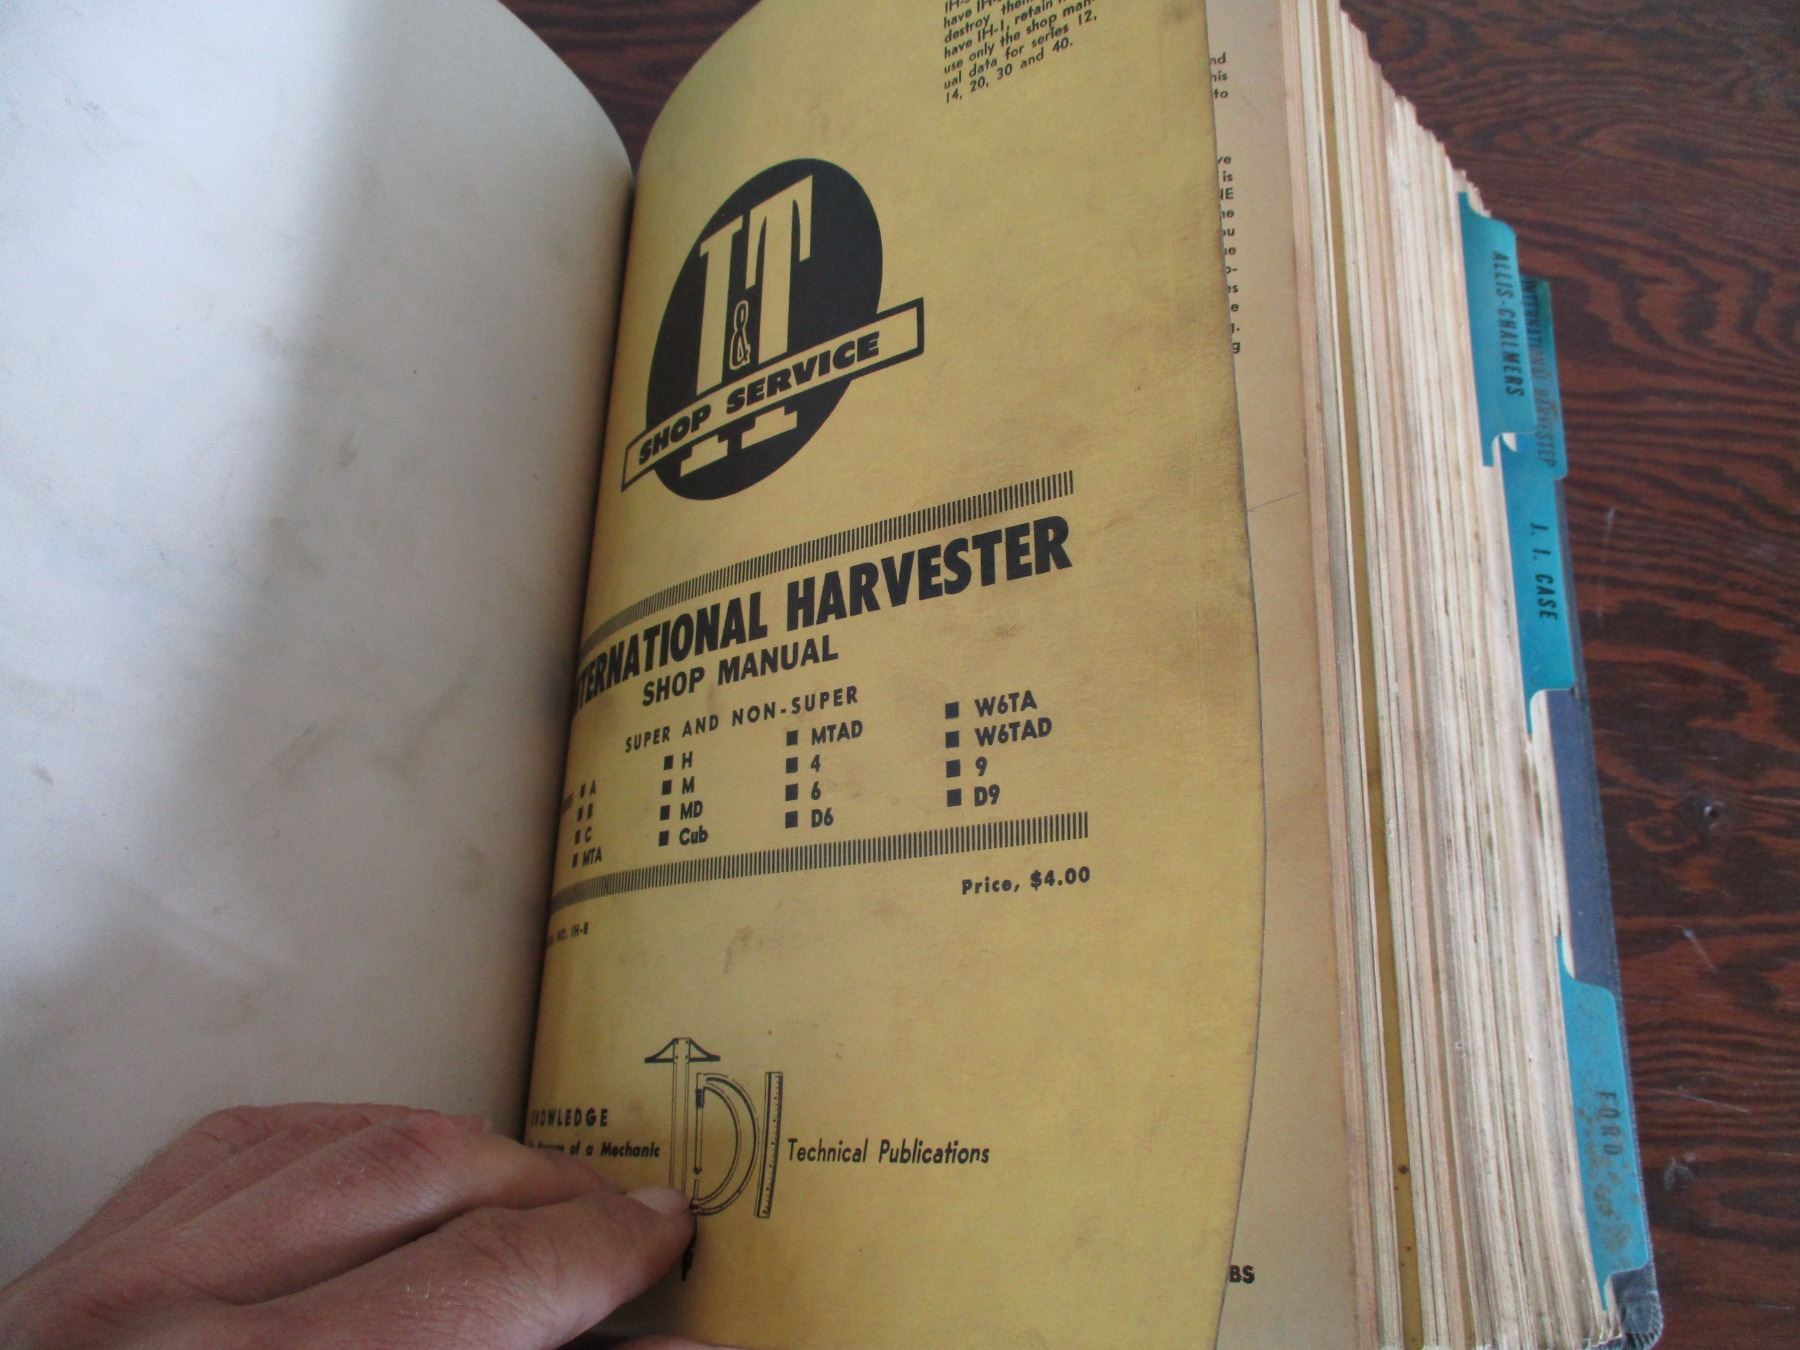 have
destroy them
have IH-1, retain
use only the shop man-
ual data for series 12,
14, 20, 30 and 40.
I&T
SHOP SERVICE
INTERNATIONAL HARVESTER
SHOP MANUAL
SUPER AND NON-SUPER
A
B
C
MTA
H
M
MD
Cub
MTAD
4
6
D6
W6TA
W6TAD
9
D9
Price, $4.00
NO. IH-8
KNOWLEDGE
of a Mechanic
Technical Publications
ALLIS-CHALMERS
INTERNATIONAL HARVESTER
J. I. CASE
FORD
BS